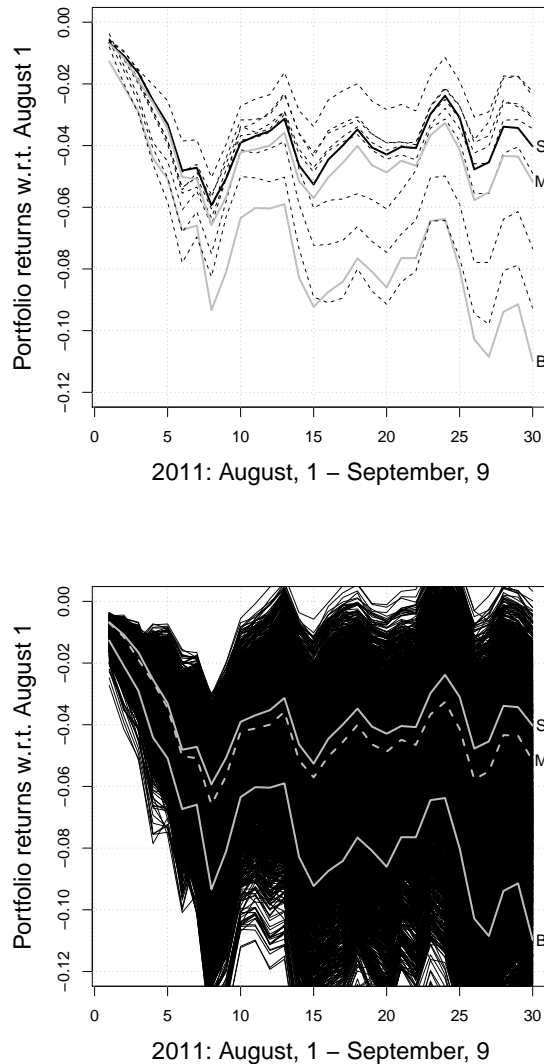 0.00
−0.02
−0.04
−0.06
−0.08
−0.10
−0.12
Portfolio returns w.r.t. August 1
S
M
B
0 5 10 15 20 25 30
2011: August, 1 − September, 9
0.00
−0.02
−0.04
−0.06
−0.08
−0.10
−0.12
Portfolio returns w.r.t. August 1
S
M
B
0 5 10 15 20 25 30
2011: August, 1 − September, 9